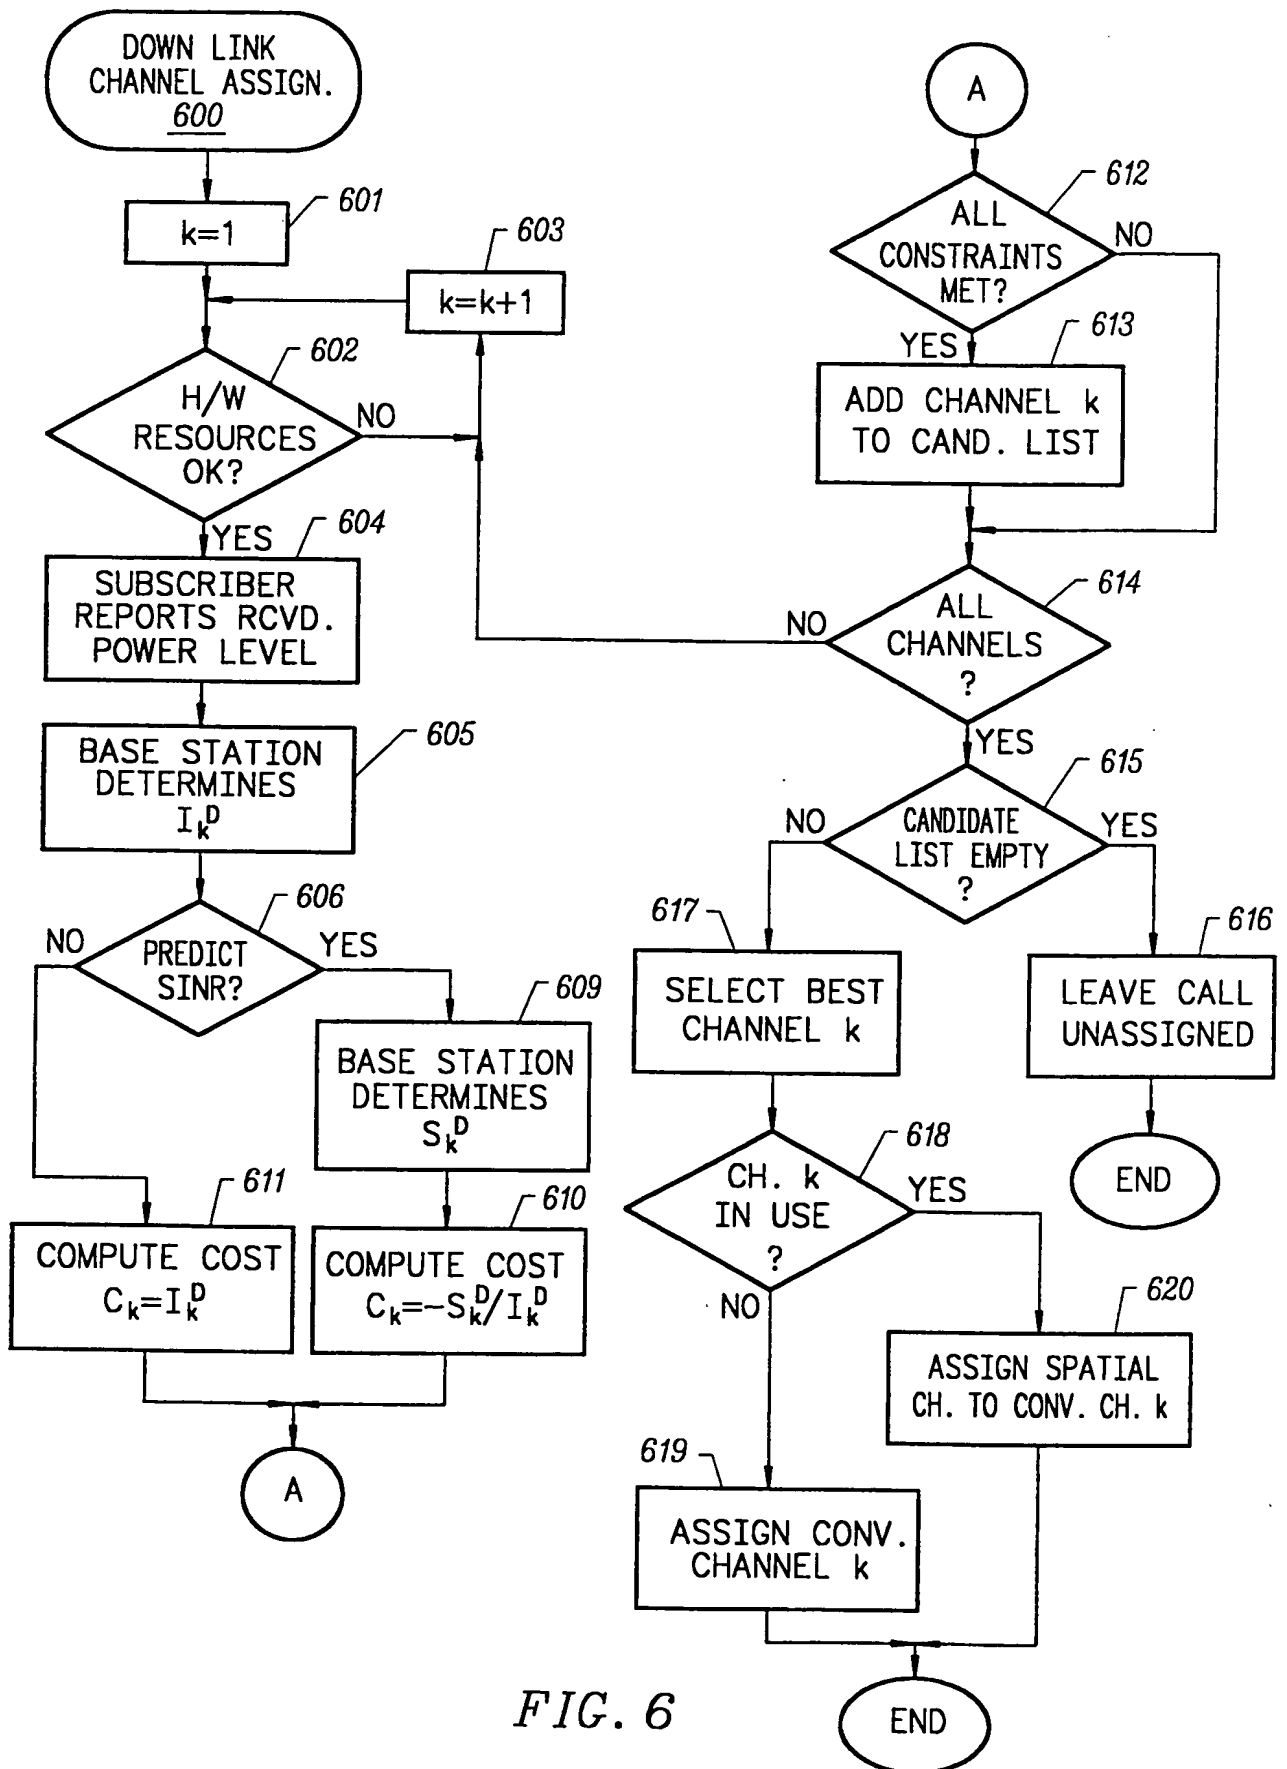 DOWN LINK
CHANNEL ASSIGN.
600
601
k=1
603
k=k+1
602
H/W
RESOURCES
OK?
NO
YES
604
SUBSCRIBER
REPORTS RCVD.
POWER LEVEL
605
BASE STATION
DETERMINES
I_k^D
606
NO
PREDICT
SINR?
YES
609
BASE STATION
DETERMINES
S_k^D
611
COMPUTE COST
C_k=I_k^D
610
COMPUTE COST
C_k=-S_k^D/I_k^D
A
A
612
ALL
CONSTRAINTS
MET?
NO
YES
613
ADD CHANNEL k
TO CAND. LIST
614
ALL
CHANNELS
?
NO
YES
615
CANDIDATE
LIST EMPTY
?
NO
YES
617
SELECT BEST
CHANNEL k
616
LEAVE CALL
UNASSIGNED
END
618
CH. k
IN USE
?
YES
NO
620
ASSIGN SPATIAL
CH. TO CONV. CH. k
619
ASSIGN CONV.
CHANNEL k
END
FIG. 6